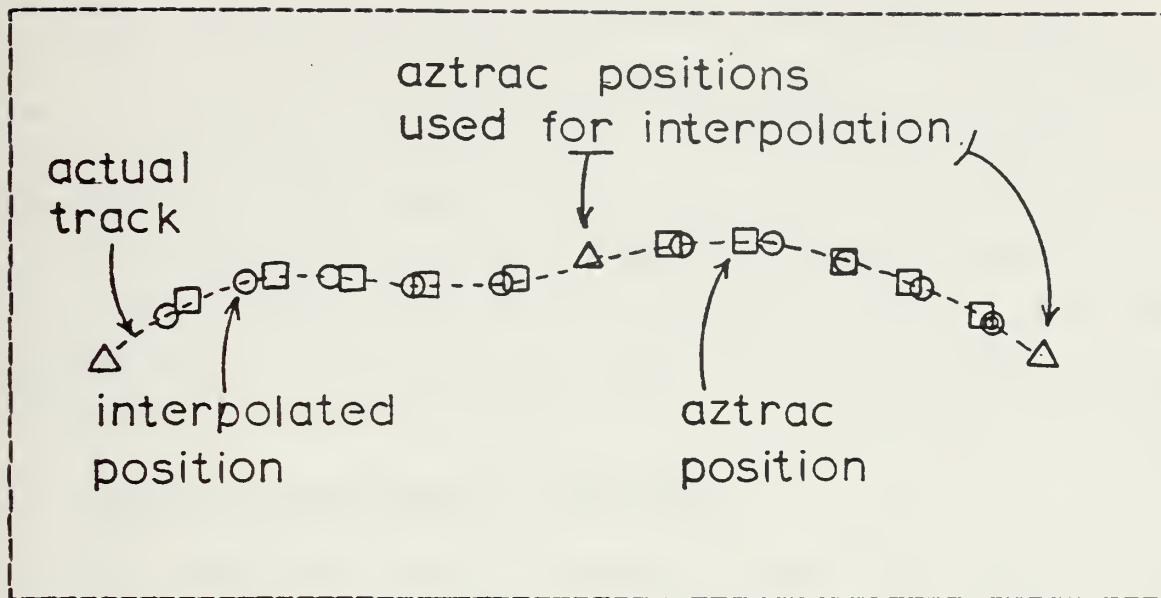 aztrac positions
used for interpolation
actual
track
interpolated
position
aztrac
position